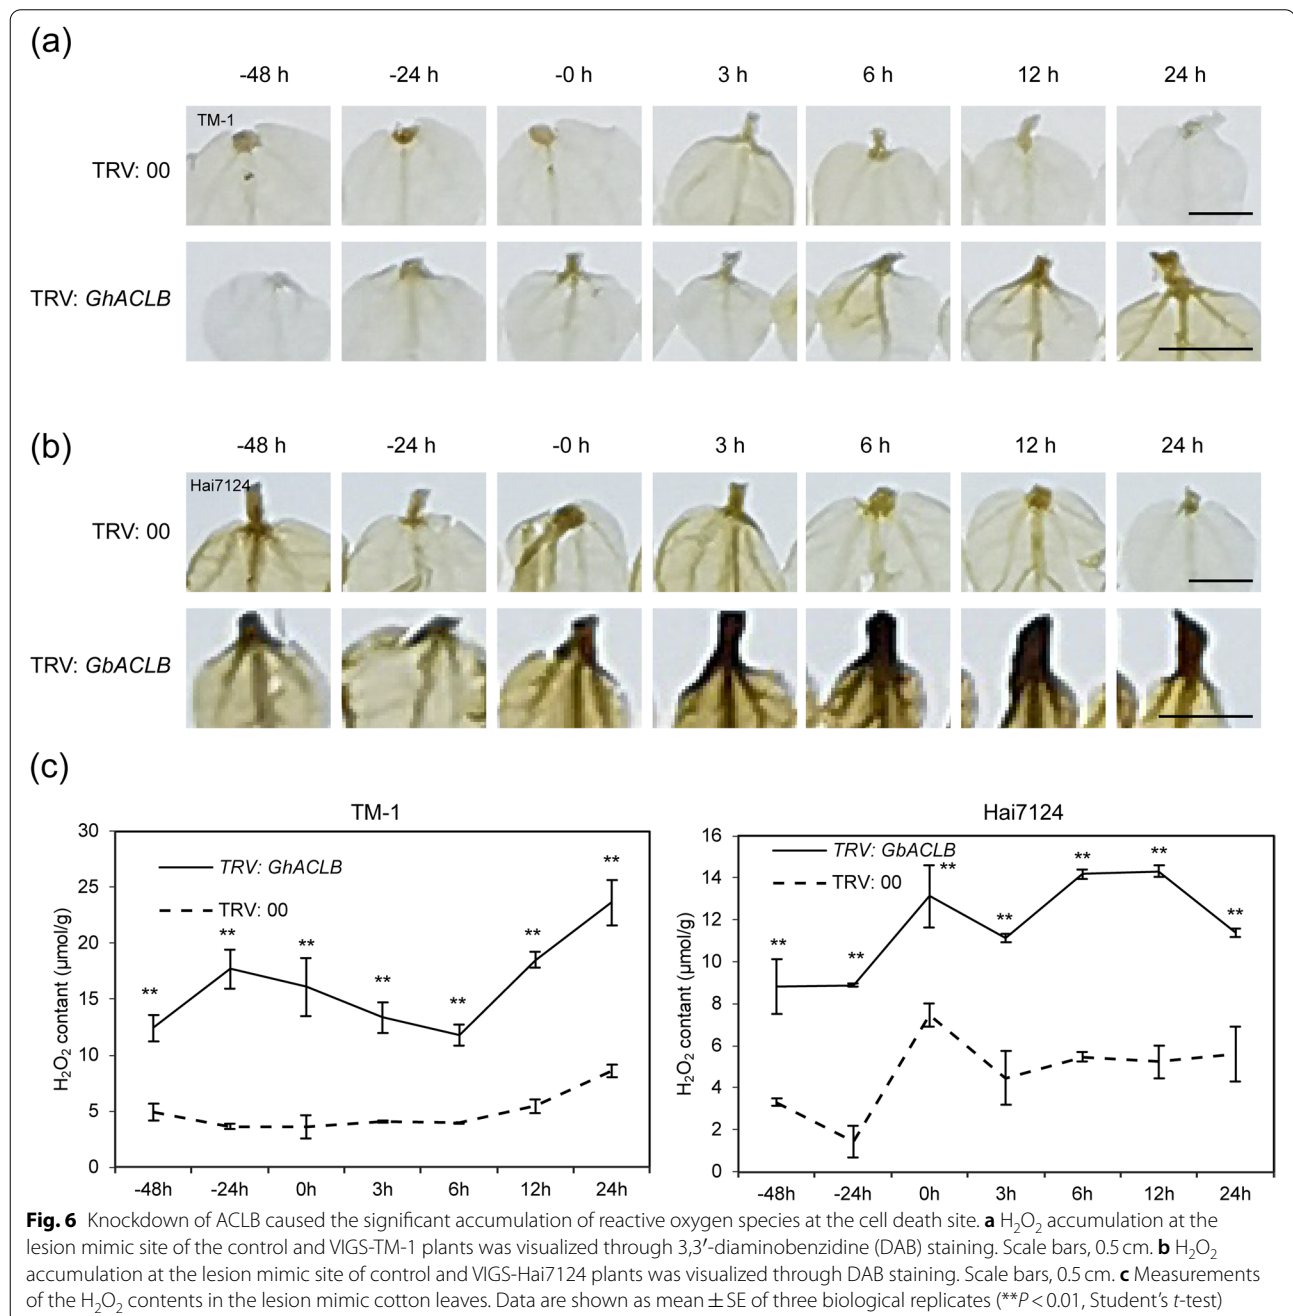 (a)
-48 h -24 h -0 h 3 h 6 h 12 h 24 h
TM-1
TRV: 00
TRV: GhACLB
(b)
-48 h -24 h -0 h 3 h 6 h 12 h 24 h
Hai7124
TRV: 00
TRV: GbACLB
(c)
TM-1
30
25
20
15
10
5
0
H₂O₂ contant (µmol/g)
TRV: GhACLB
TRV: 00
** ** ** ** ** ** **
-48h -24h 0h 3h 6h 12h 24h
Hai7124
16
14
12
10
8
6
4
2
0
H₂O₂ contant (µmol/g)
TRV: GbACLB
TRV: 00
** ** ** ** ** ** **
-48h -24h 0h 3h 6h 12h 24h
Fig. 6 Knockdown of ACLB caused the significant accumulation of reactive oxygen species at the cell death site. a H₂O₂ accumulation at the
lesion mimic site of the control and VIGS-TM-1 plants was visualized through 3,3′-diaminobenzidine (DAB) staining. Scale bars, 0.5 cm. b H₂O₂
accumulation at the lesion mimic site of control and VIGS-Hai7124 plants was visualized through DAB staining. Scale bars, 0.5 cm. c Measurements
of the H₂O₂ contents in the lesion mimic cotton leaves. Data are shown as mean ± SE of three biological replicates (**P < 0.01, Student's t-test)